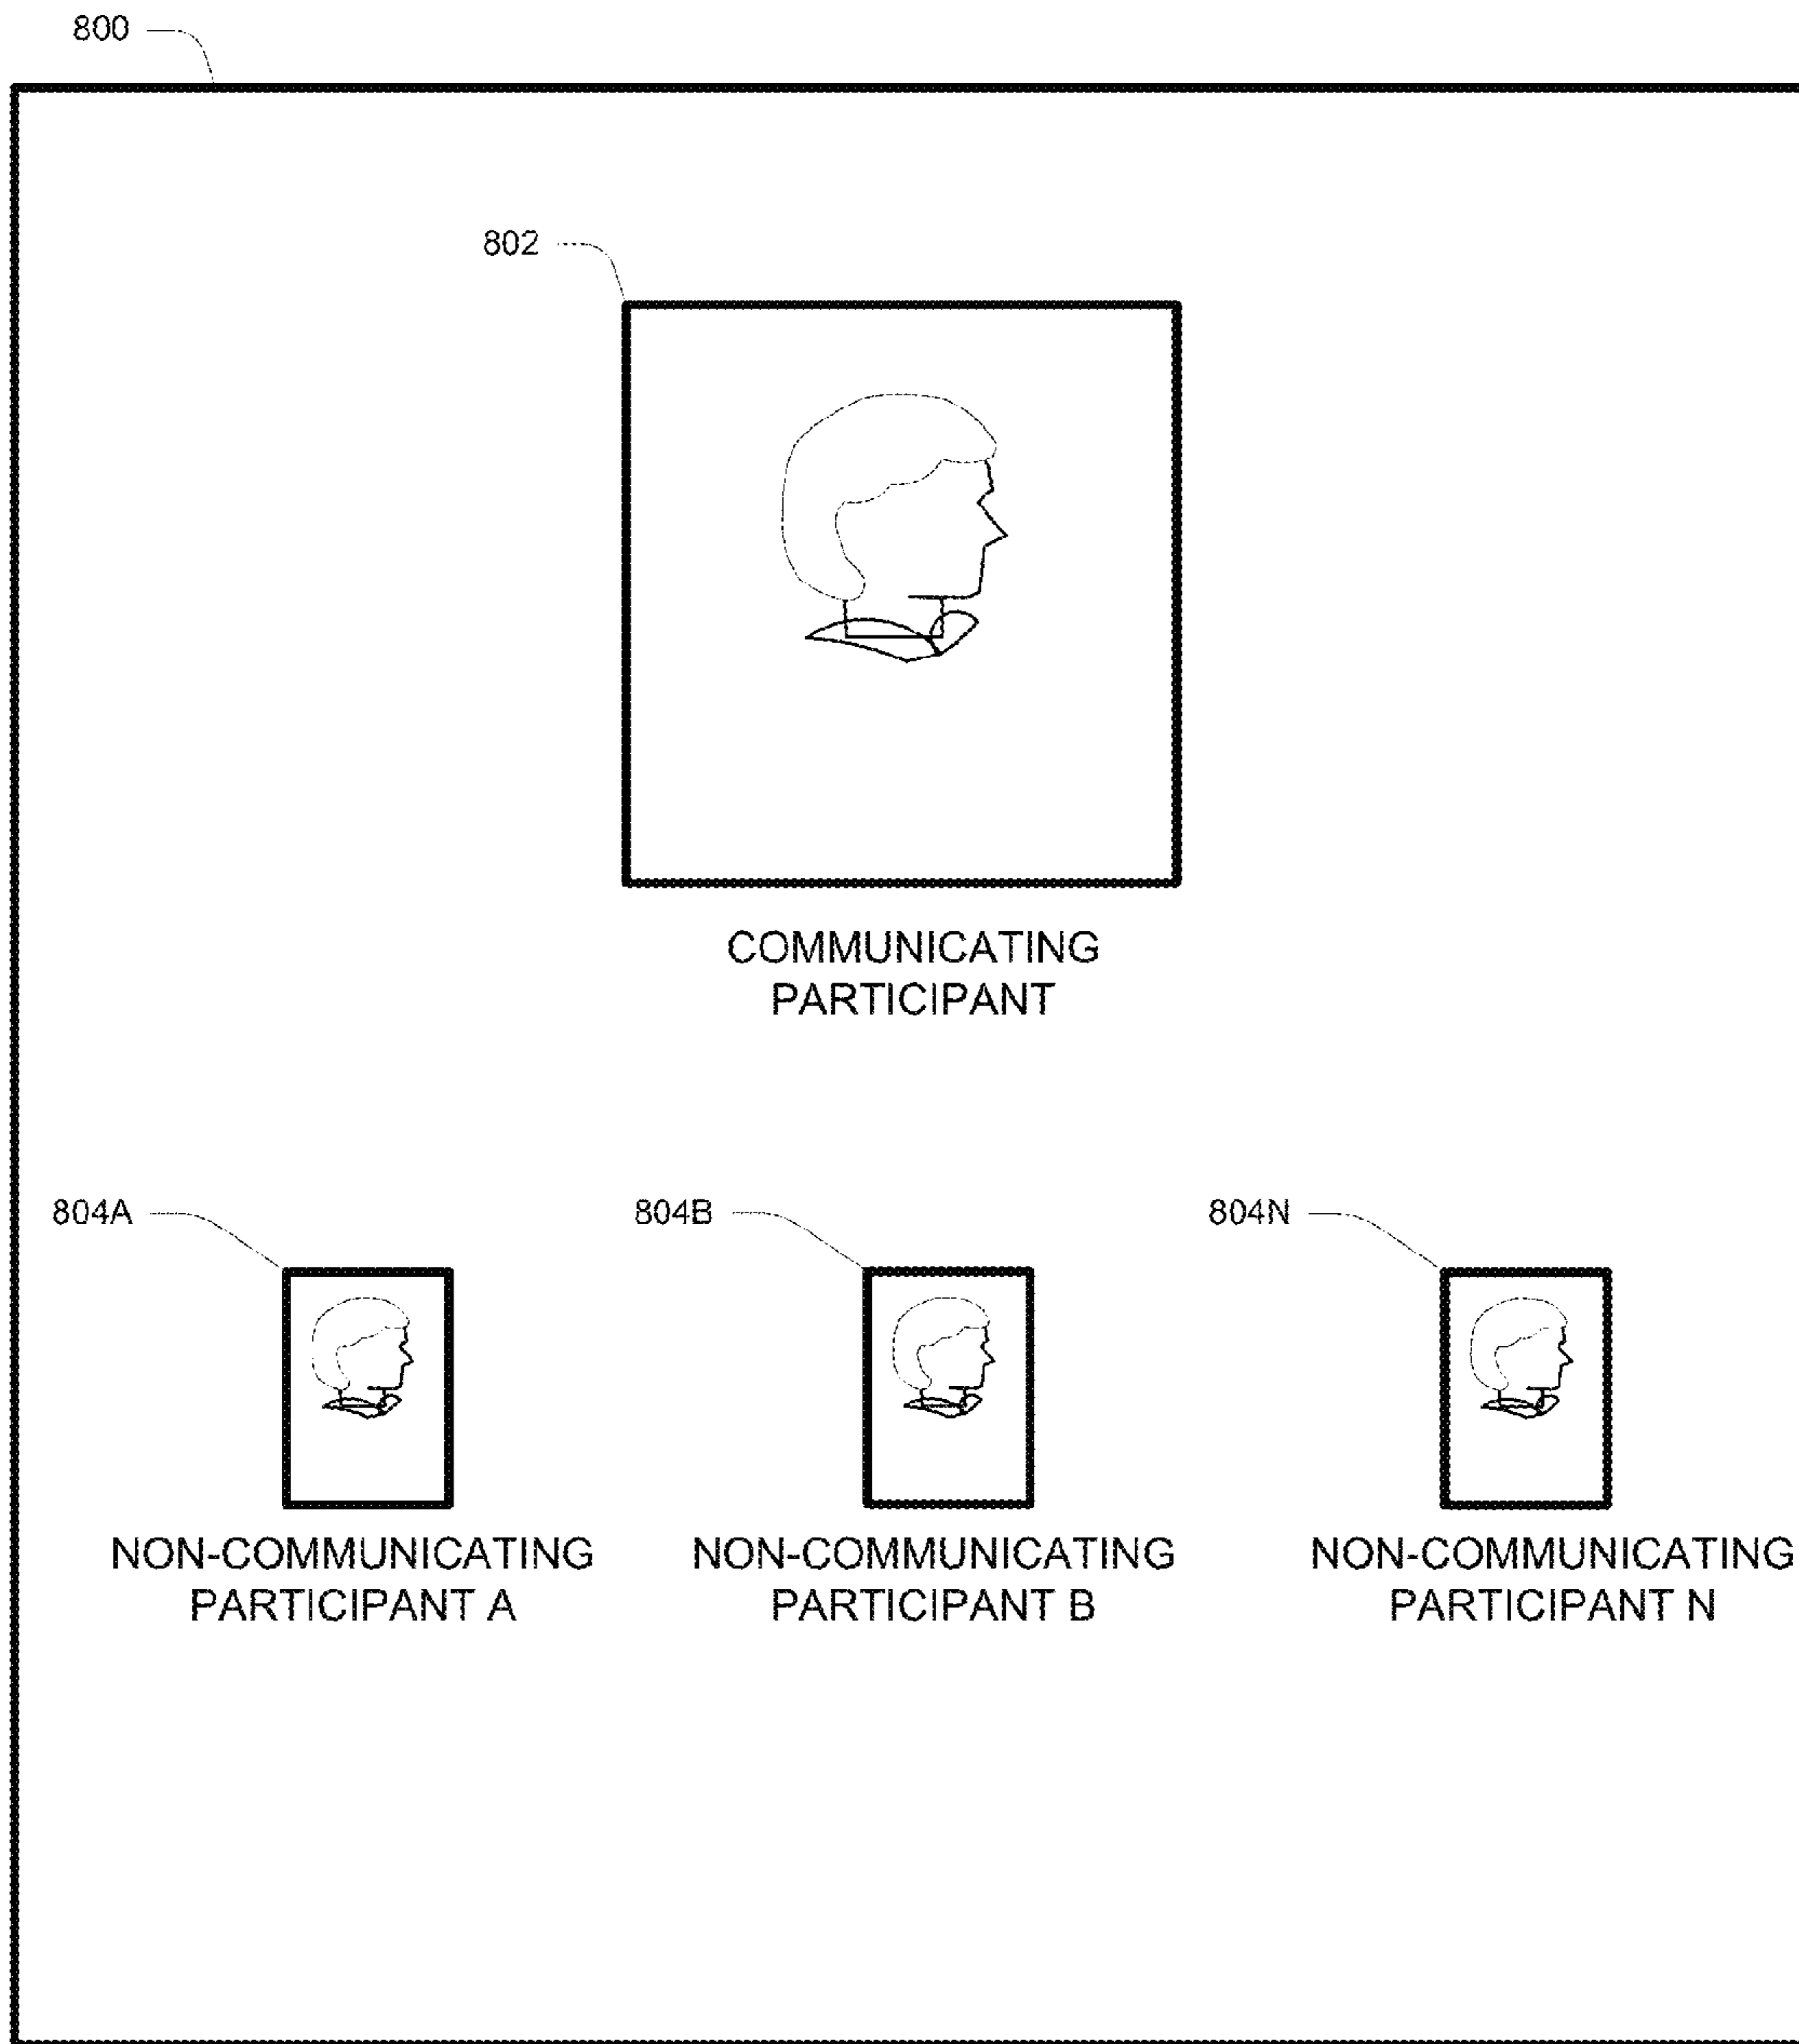 800
802
COMMUNICATING
PARTICIPANT
804A
804B
804N
NON-COMMUNICATING
PARTICIPANT A
NON-COMMUNICATING
PARTICIPANT B
NON-COMMUNICATING
PARTICIPANT N